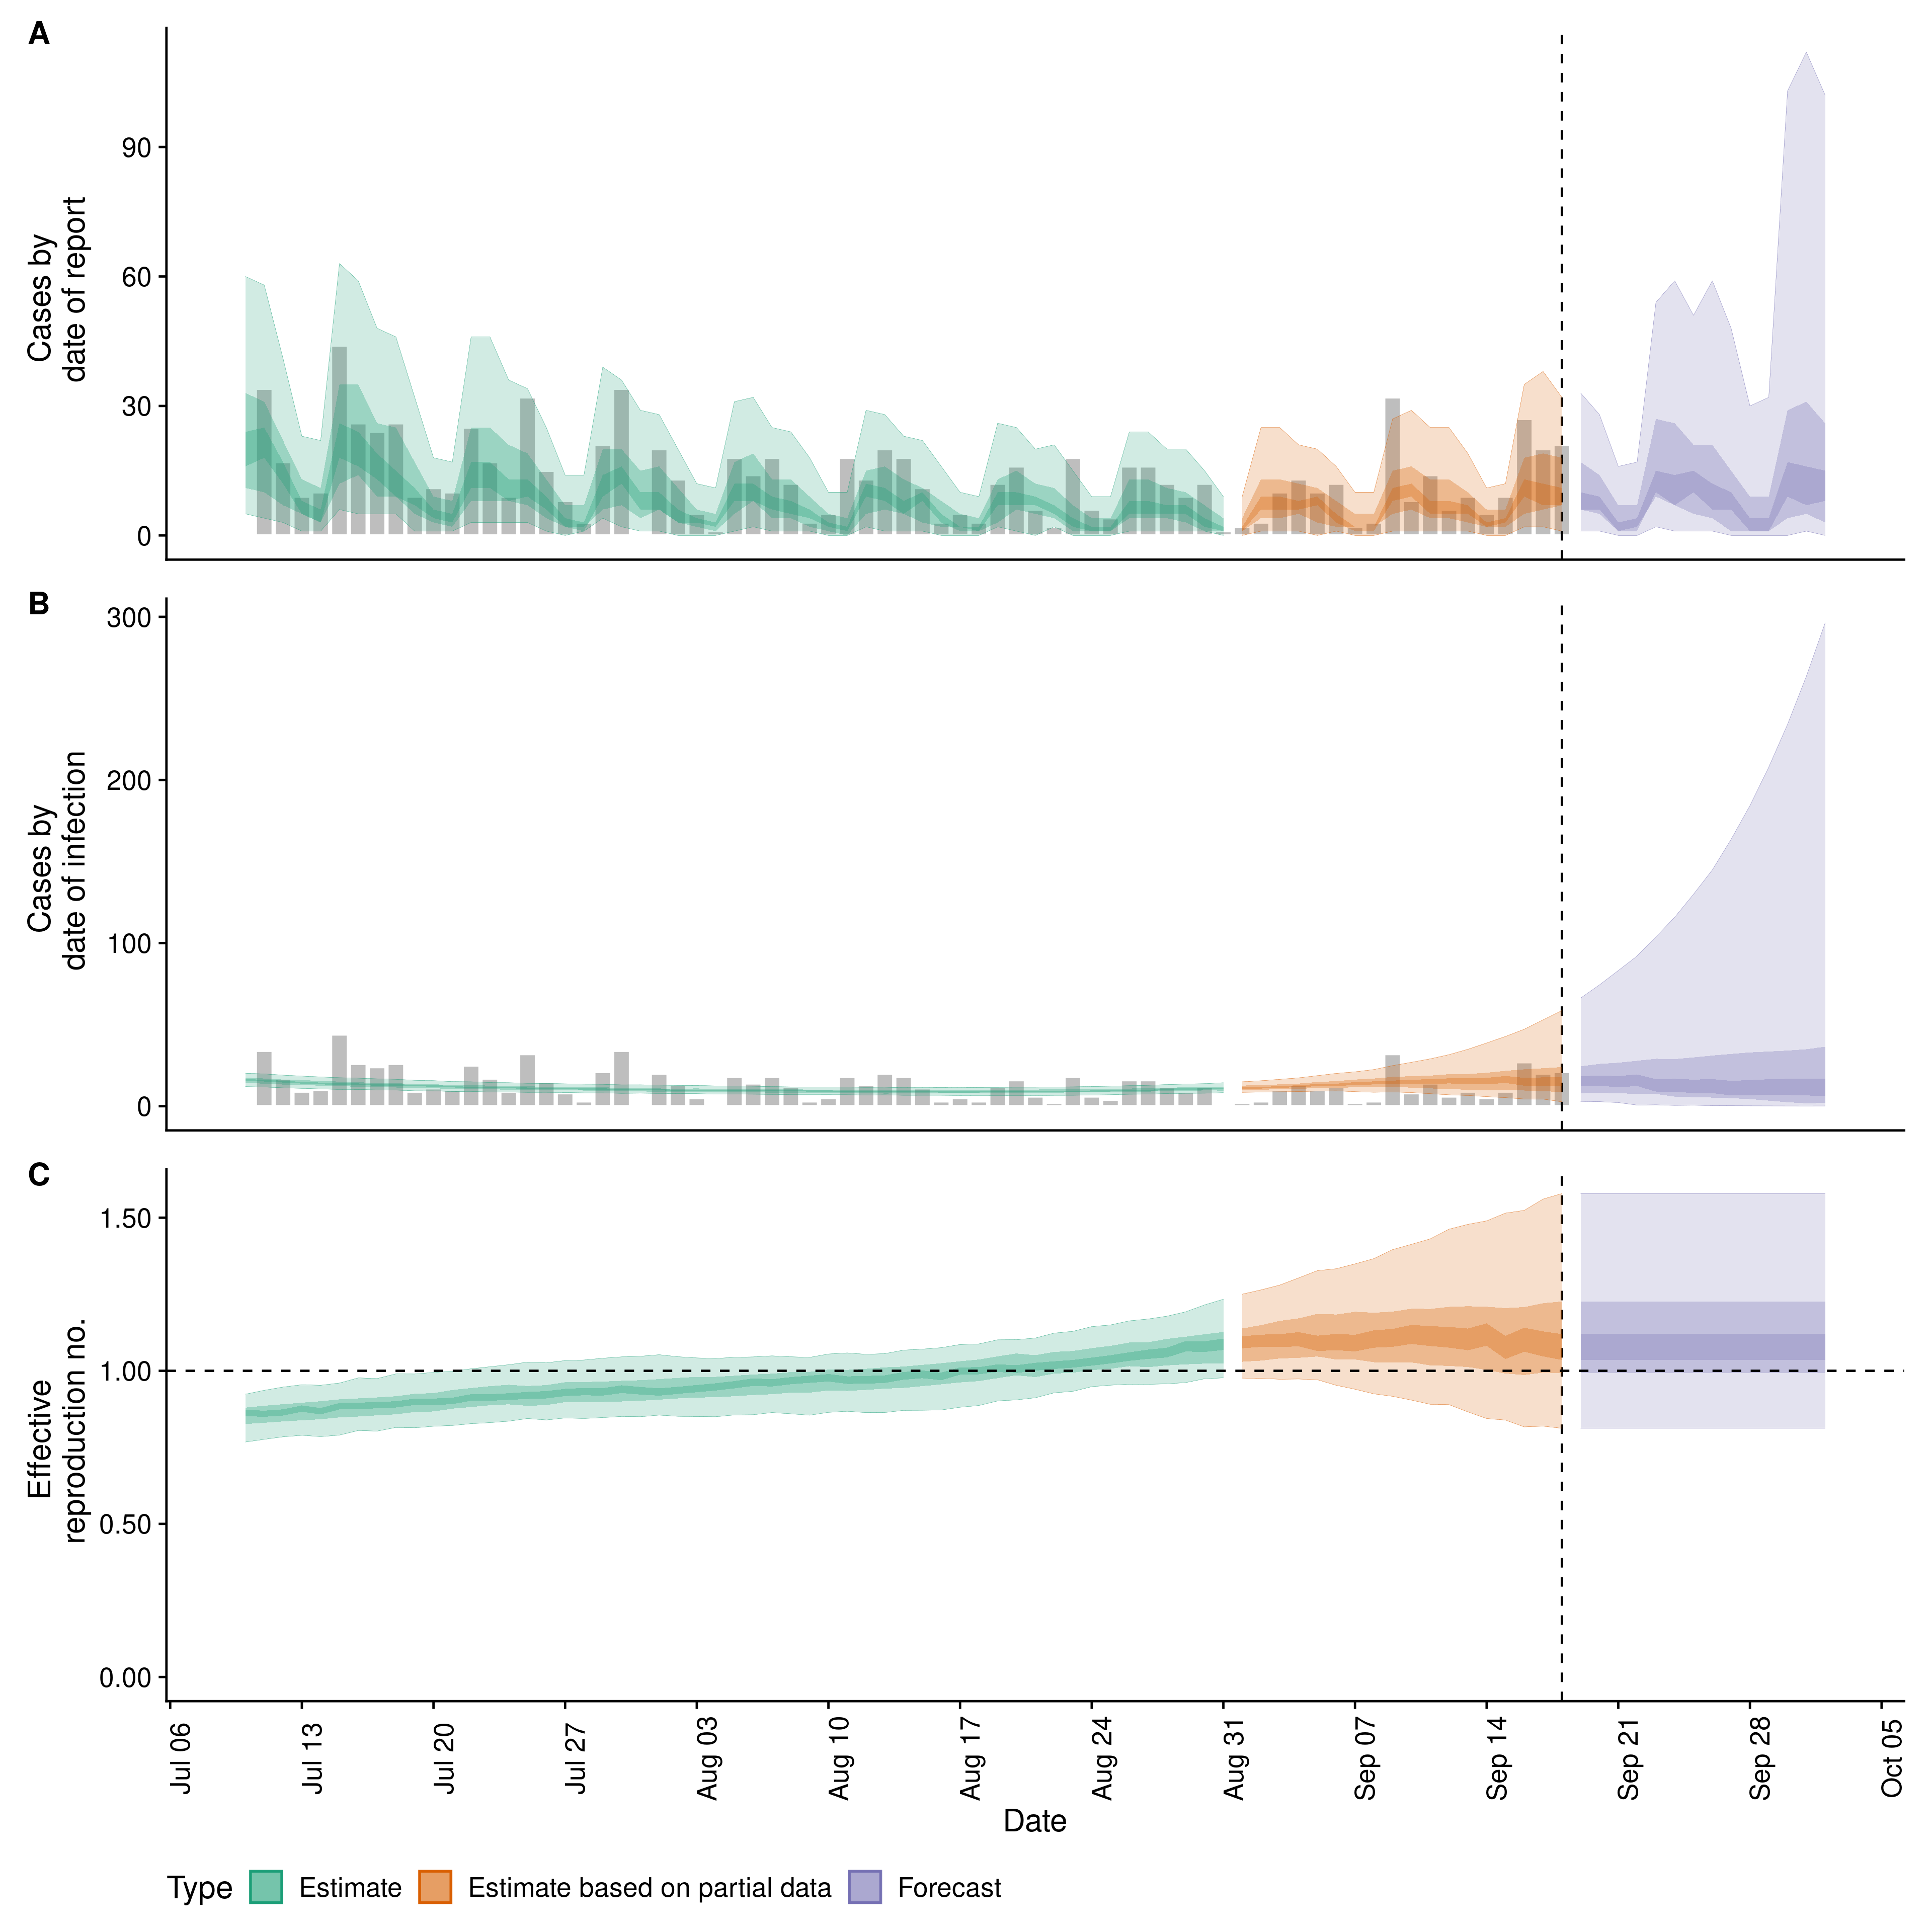 A
Cases by
date of report
90
60
30
0
B
Cases by
date of infection
300
200
100
0
C
Effective
reproduction no.
1.50
1.00
0.50
0.00
Jul 06
Jul 13
Jul 20
Jul 27
Aug 03
Aug 10
Aug 17
Aug 24
Aug 31
Sep 07
Sep 14
Sep 21
Sep 28
Oct 05
Date
Type Estimate Estimate based on partial data Forecast